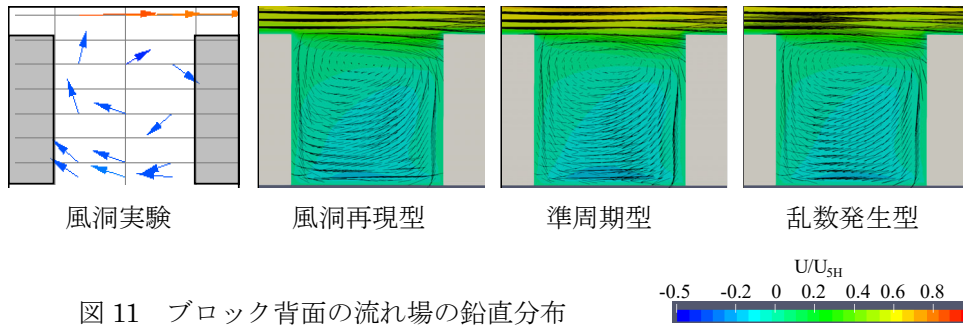 風洞実験
風洞再現型
準周期型
乱数発生型
U/U5H
-0.5 -0.2 0 0.2 0.4 0.6 0.8
図 11 ブロック背面の流れ場の鉛直分布